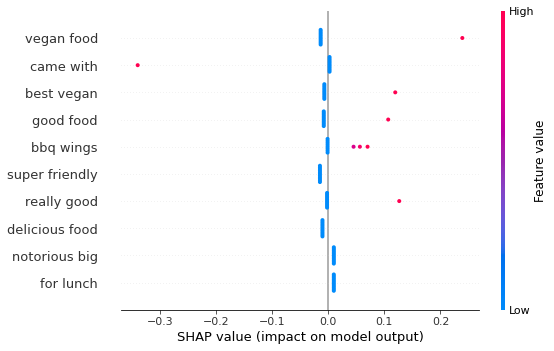 High
vegan food
came with
best vegan
good food
bbq wings
super friendly
really good
delicious food
notorious big
for lunch
Feature value
Low
−0.3 −0.2 −0.1 0.0 0.1 0.2
SHAP value (impact on model output)